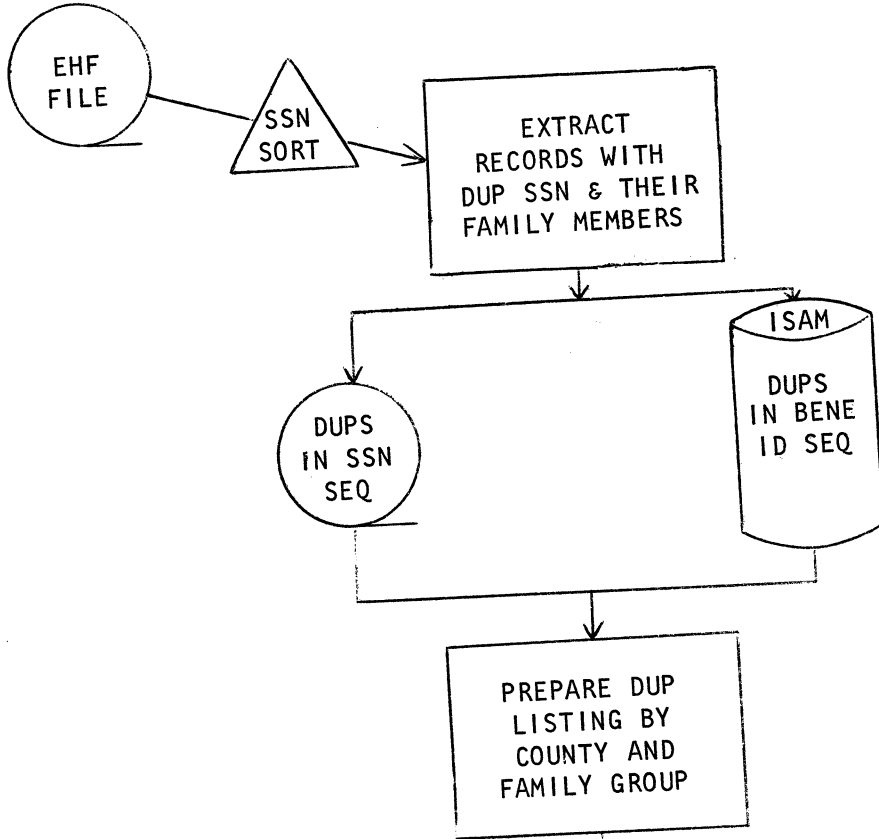 EHF
FILE
SSN
SORT
EXTRACT
RECORDS WITH
DUP SSN & THEIR
FAMILY MEMBERS
DUPS
IN SSN
SEQ
ISAM
DUPS
IN BENE
ID SEQ
PREPARE DUP
LISTING BY
COUNTY AND
FAMILY GROUP